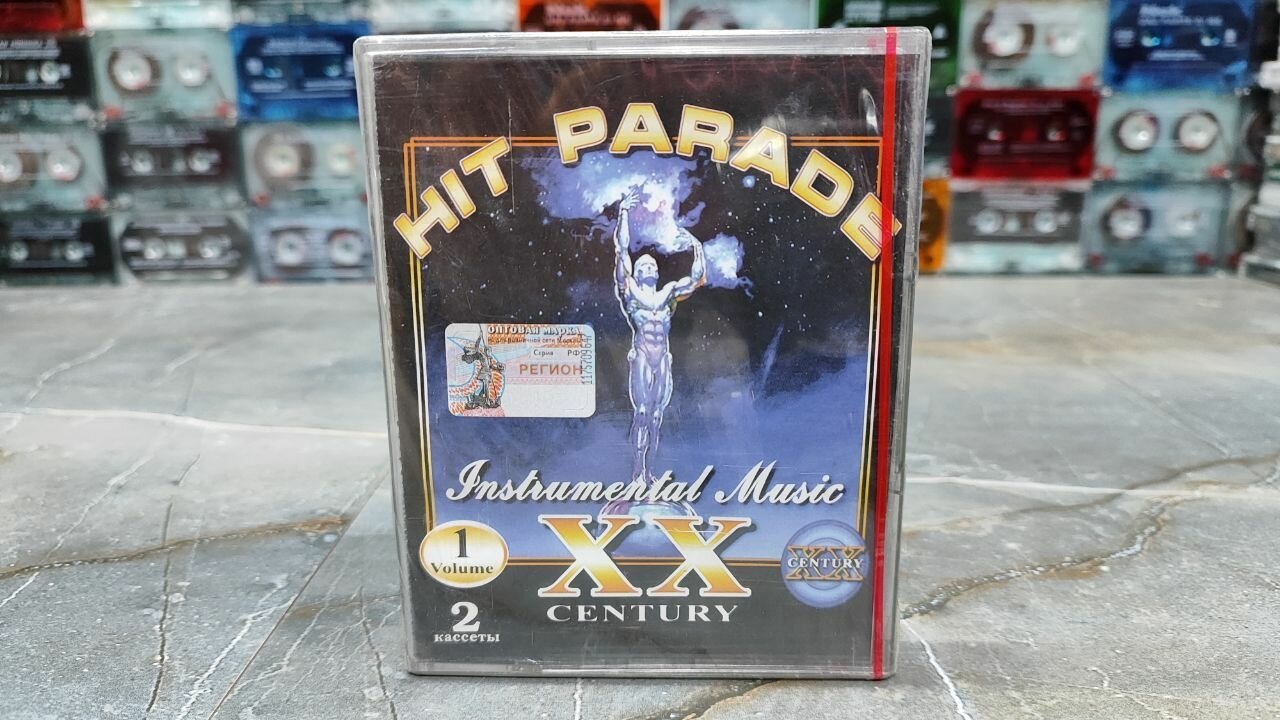 HIT PARADE
ОПТОВАЯ МАРКА
Серия РФ
РЕГИОН
Instrumental Music
XX
CENTURY
1
Volume
2
кассеты
XX
CENTURY